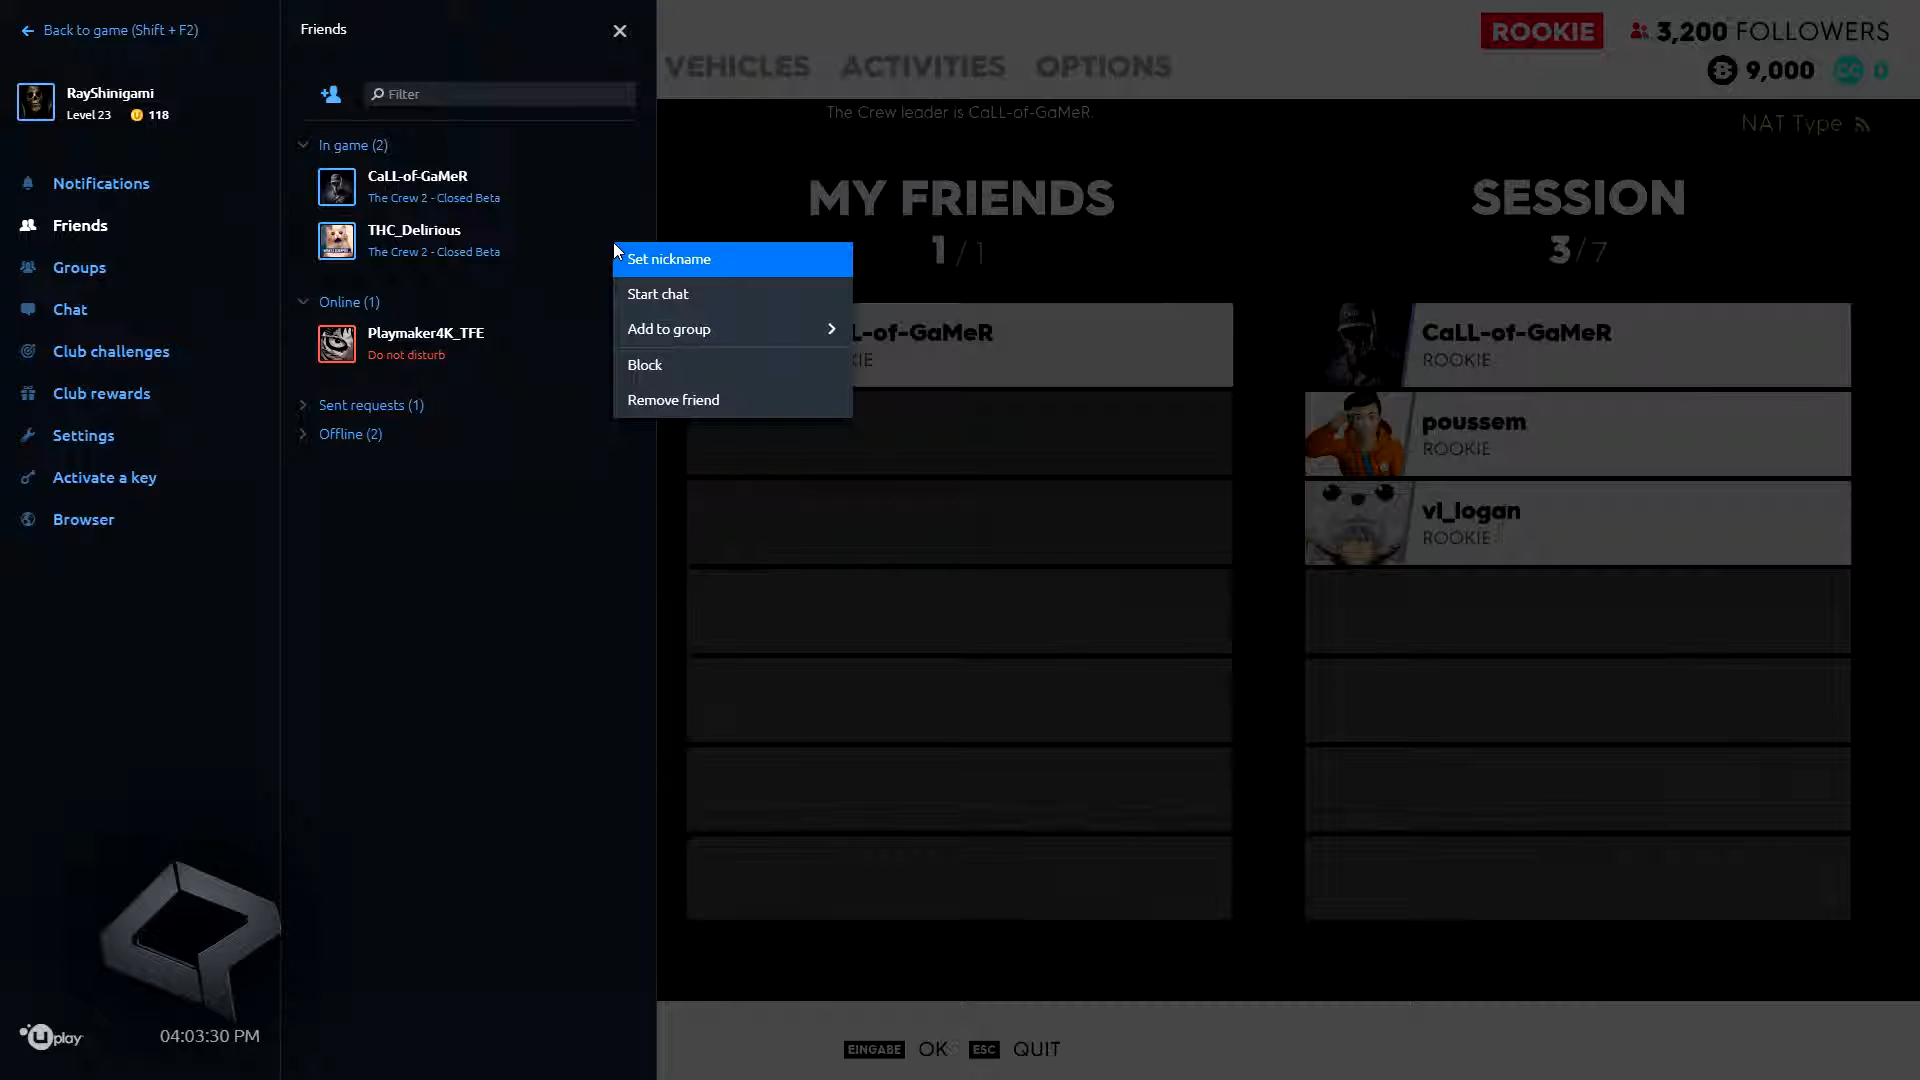 Back to game (Shift + F2)
RayShinigami
Level 23 118
Notifications
Friends
Groups
Chat
Club challenges
Club rewards
Settings
Activate a key
Browser
uplay
04:03:30 PM
Friends
Filter
In game (2)
CaLL-of-GaMeR
The Crew 2 - Closed Beta
THC_Delirious
The Crew 2 - Closed Beta
Online (1)
Playmaker4K_TFE
Do not disturb
Sent requests (1)
Offline (2)
Set nickname
Start chat
Add to group
Block
Remove friend
ROOKIE 3,200 FOLLOWERS
VEHICLES ACTIVITIES OPTIONS
9,000 CC 0
The Crew leader is CaLL-of-GaMeR.
NAT Type
MY FRIENDS
1 / 1
L-of-GaMeR
KIE
SESSION
3 / 7
CaLL-of-GaMeR
ROOKIE
poussem
ROOKIE
vl_logan
ROOKIE
EINGABE OK ESC QUIT